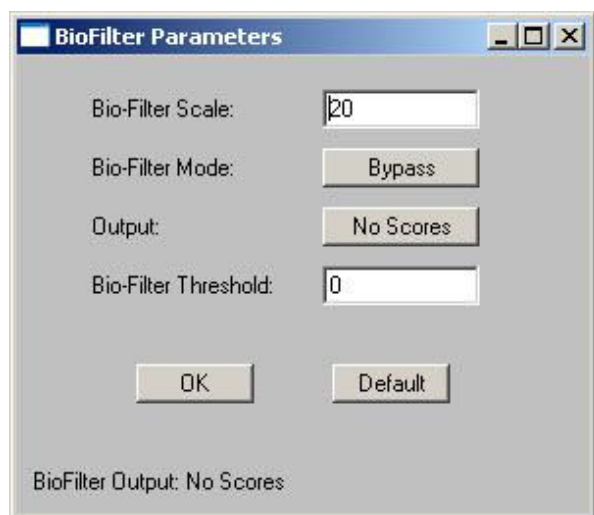 BioFilter Parameters
Bio-Filter Scale: 20
Bio-Filter Mode: Bypass
Output: No Scores
Bio-Filter Threshold: 0
OK Default
BioFilter Output: No Scores